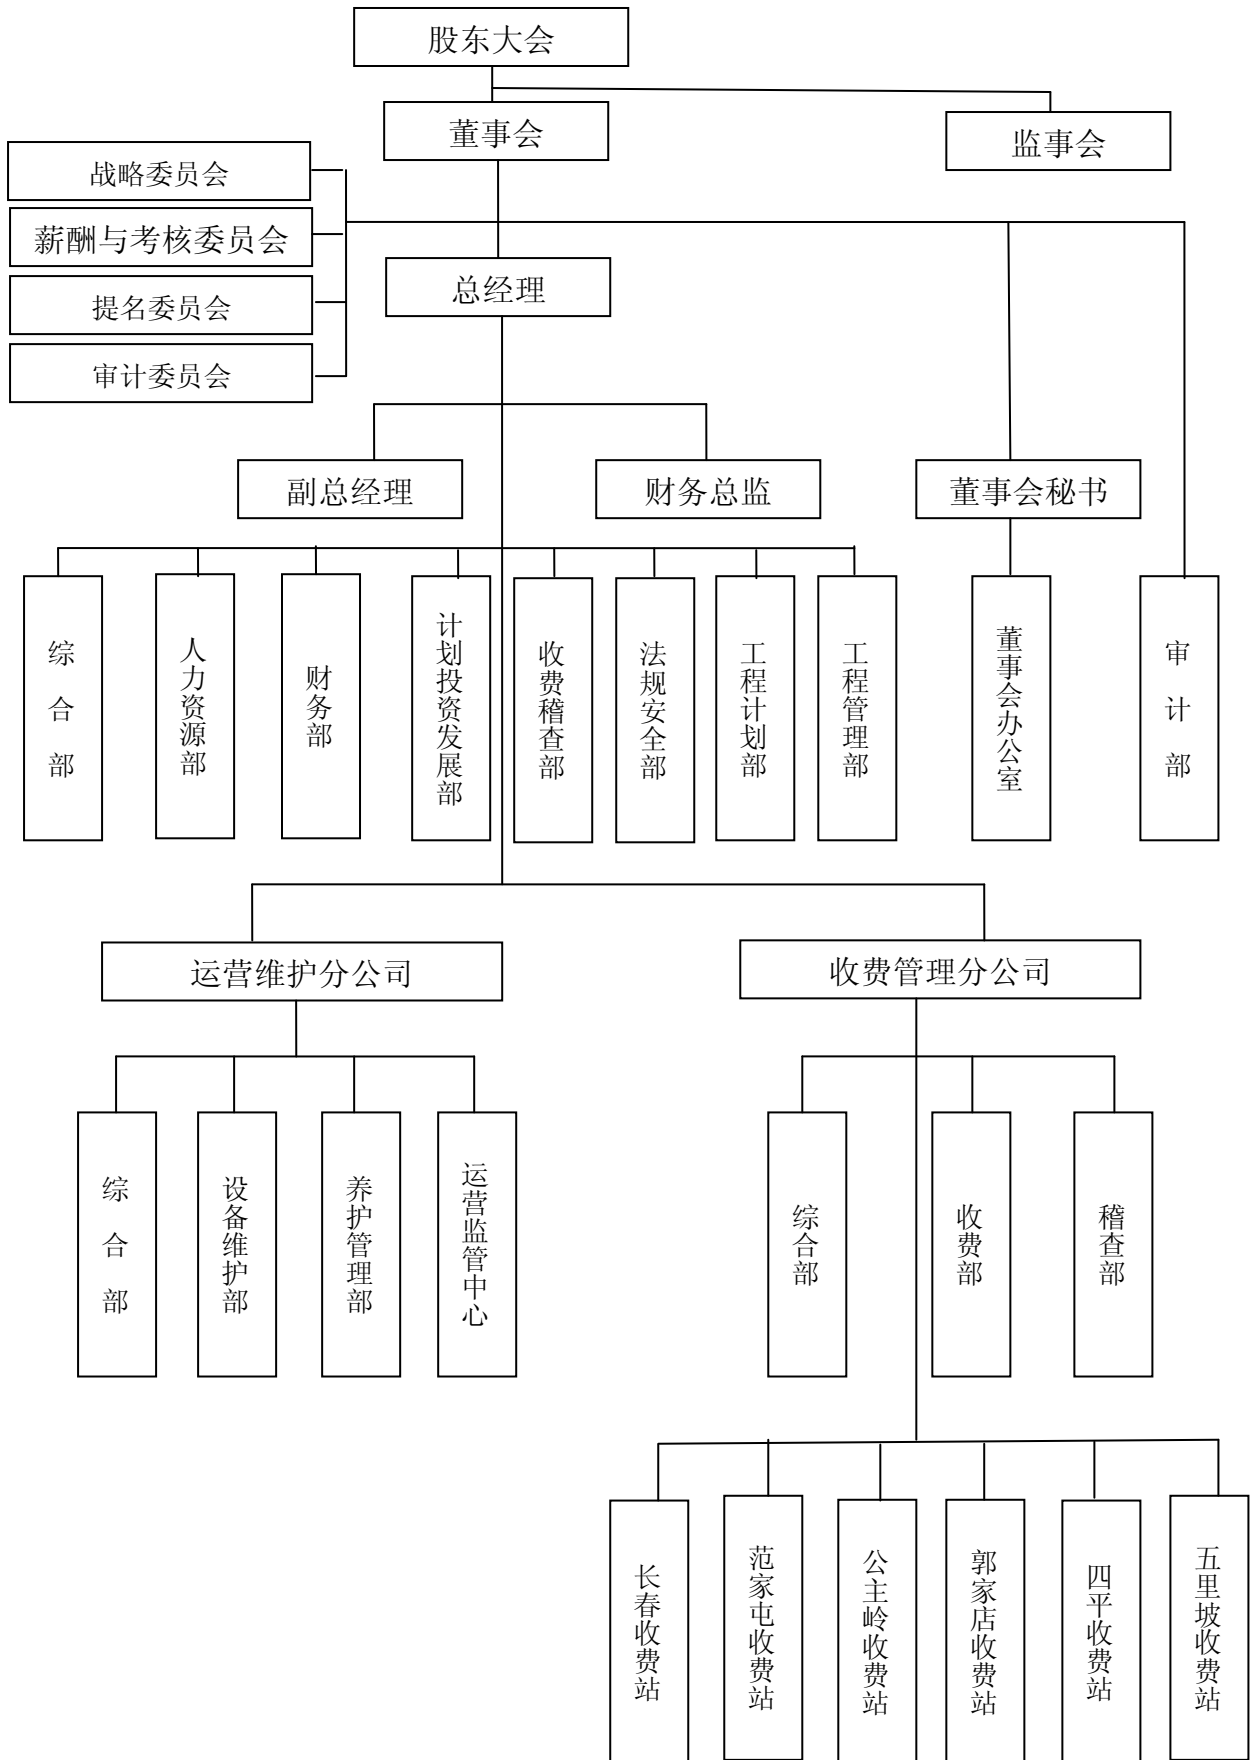 股东大会
董事会
监事会
战略委员会
薪酬与考核委员会
提名委员会
审计委员会
总经理
副总经理
财务总监
董事会秘书
综合部
人力资源部
财务部
计划投资发展部
收费稽查部
法规安全部
工程计划部
工程管理部
董事会办公室
审计部
运营维护分公司
收费管理分公司
综合部
设备维护部
养护管理部
运营监管中心
综合部
收费部
稽查部
长春收费站
范家屯收费站
公主岭收费站
郭家店收费站
四平收费站
五里坡收费站